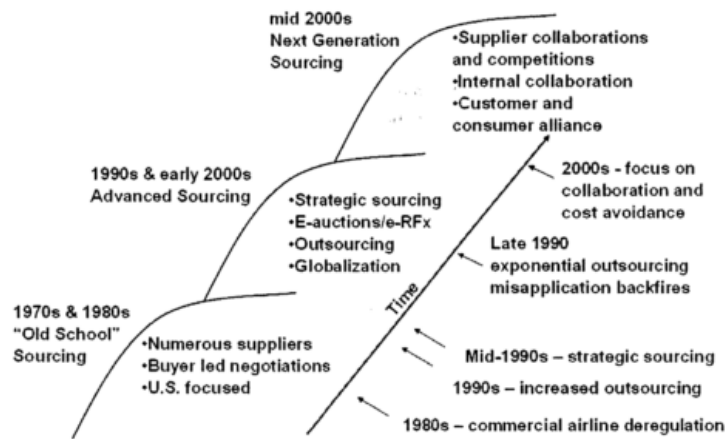 mid 2000s
Next Generation
Sourcing
•Supplier collaborations
and competitions
•Internal collaboration
•Customer and
consumer alliance
1990s & early 2000s
Advanced Sourcing
•Strategic sourcing
•E-auctions/e-RFx
•Outsourcing
•Globalization
2000s - focus on
collaboration and
cost avoidance
Late 1990
exponential outsourcing
misapplication backfires
Time
1970s & 1980s
“Old School”
Sourcing
•Numerous suppliers
•Buyer led negotiations
•U.S. focused
Mid-1990s – strategic sourcing
1990s – increased outsourcing
1980s – commercial airline deregulation